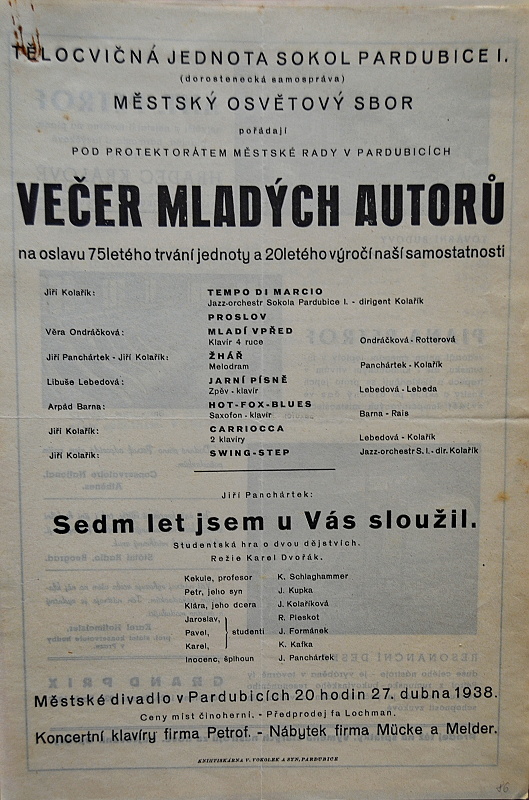 TĚLOCVIČNÁ JEDNOTA SOKOL PARDUBICE I.
(dorostenecká samospráva)
MĚSTSKÝ OSVĚTOVÝ SBOR
pořádají
POD PROTEKTORÁTEM MĚSTSKÉ RADY V PARDUBICÍCH
VEČER MLADÝCH AUTORŮ
na oslavu 75letého trvání jednoty a 20letého výročí naší samostatnosti
Jiří Kolařík: TEMPO DI MARCIO
Jazz-orchestr Sokola Pardubice I. - dirigent Kolařík
PROSLOV
Věra Ondráčková: MLADÍ VPŘED
Klavír 4 ruce Ondráčková - Rotterová
Jiří Panchártek - Jiří Kolařík: ŽHÁŘ
Melodram Panchártek - Kolařík
Libuše Lebedová: JARNÍ PÍSNĚ
Zpěv - klavír Lebedová - Lebeda
Arpád Barna: HOT-FOX-BLUES
Saxofon - klavír Barna - Rais
Jiří Kolařík: CARRIOCCA
2 klavíry Lebedová - Kolařík
Jiří Kolařík: SWING-STEP Jazz-orchestr S. I. - dir. Kolařík
Jiří Panchártek:
Sedm let jsem u Vás sloužil.
Studentská hra o dvou dějstvích.
Režie Karel Dvořák.
Kekule, profesor K. Schlaghammer
Petr, jeho syn J. Kupka
Klára, jeho dcera J. Kolaříková
Jaroslav, R. Pleskot
Pavel, studenti J. Formánek
Karel, K. Kafka
Inocenc, špihoun J. Panchártek
Městské divadlo v Pardubicích 20 hodin 27. dubna 1938.
Ceny míst činoherní. - Předprodej fa Lochman.
Koncertní klavíry firma Petrof. - Nábytek firma Mücke a Melder.
KNIHTISKÁRNA V. VOKOLEK A SYN, PARDUBICE